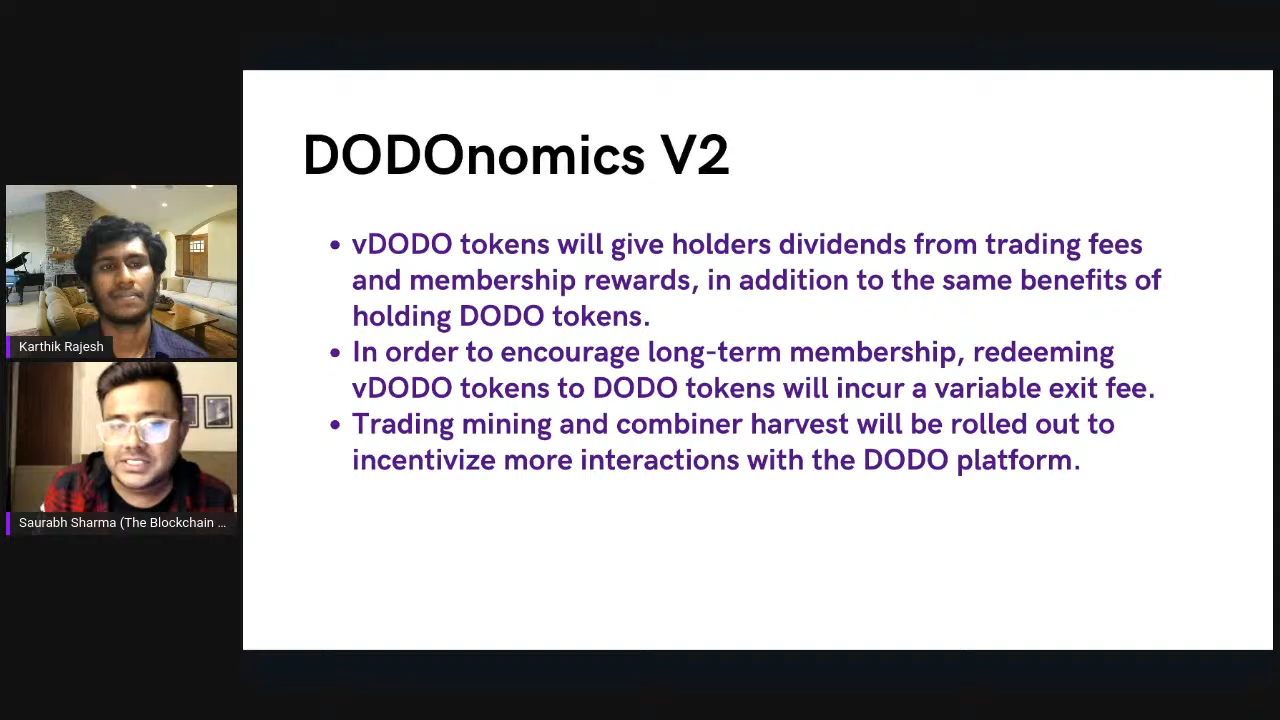 DODOnomics V2
• vDODO tokens will give holders dividends from trading fees
and membership rewards, in addition to the same benefits of
holding DODO tokens.
• In order to encourage long-term membership, redeeming
vDODO tokens to DODO tokens will incur a variable exit fee.
• Trading mining and combiner harvest will be rolled out to
incentivize more interactions with the DODO platform.
Karthik Rajesh
Saurabh Sharma (The Blockchain ...